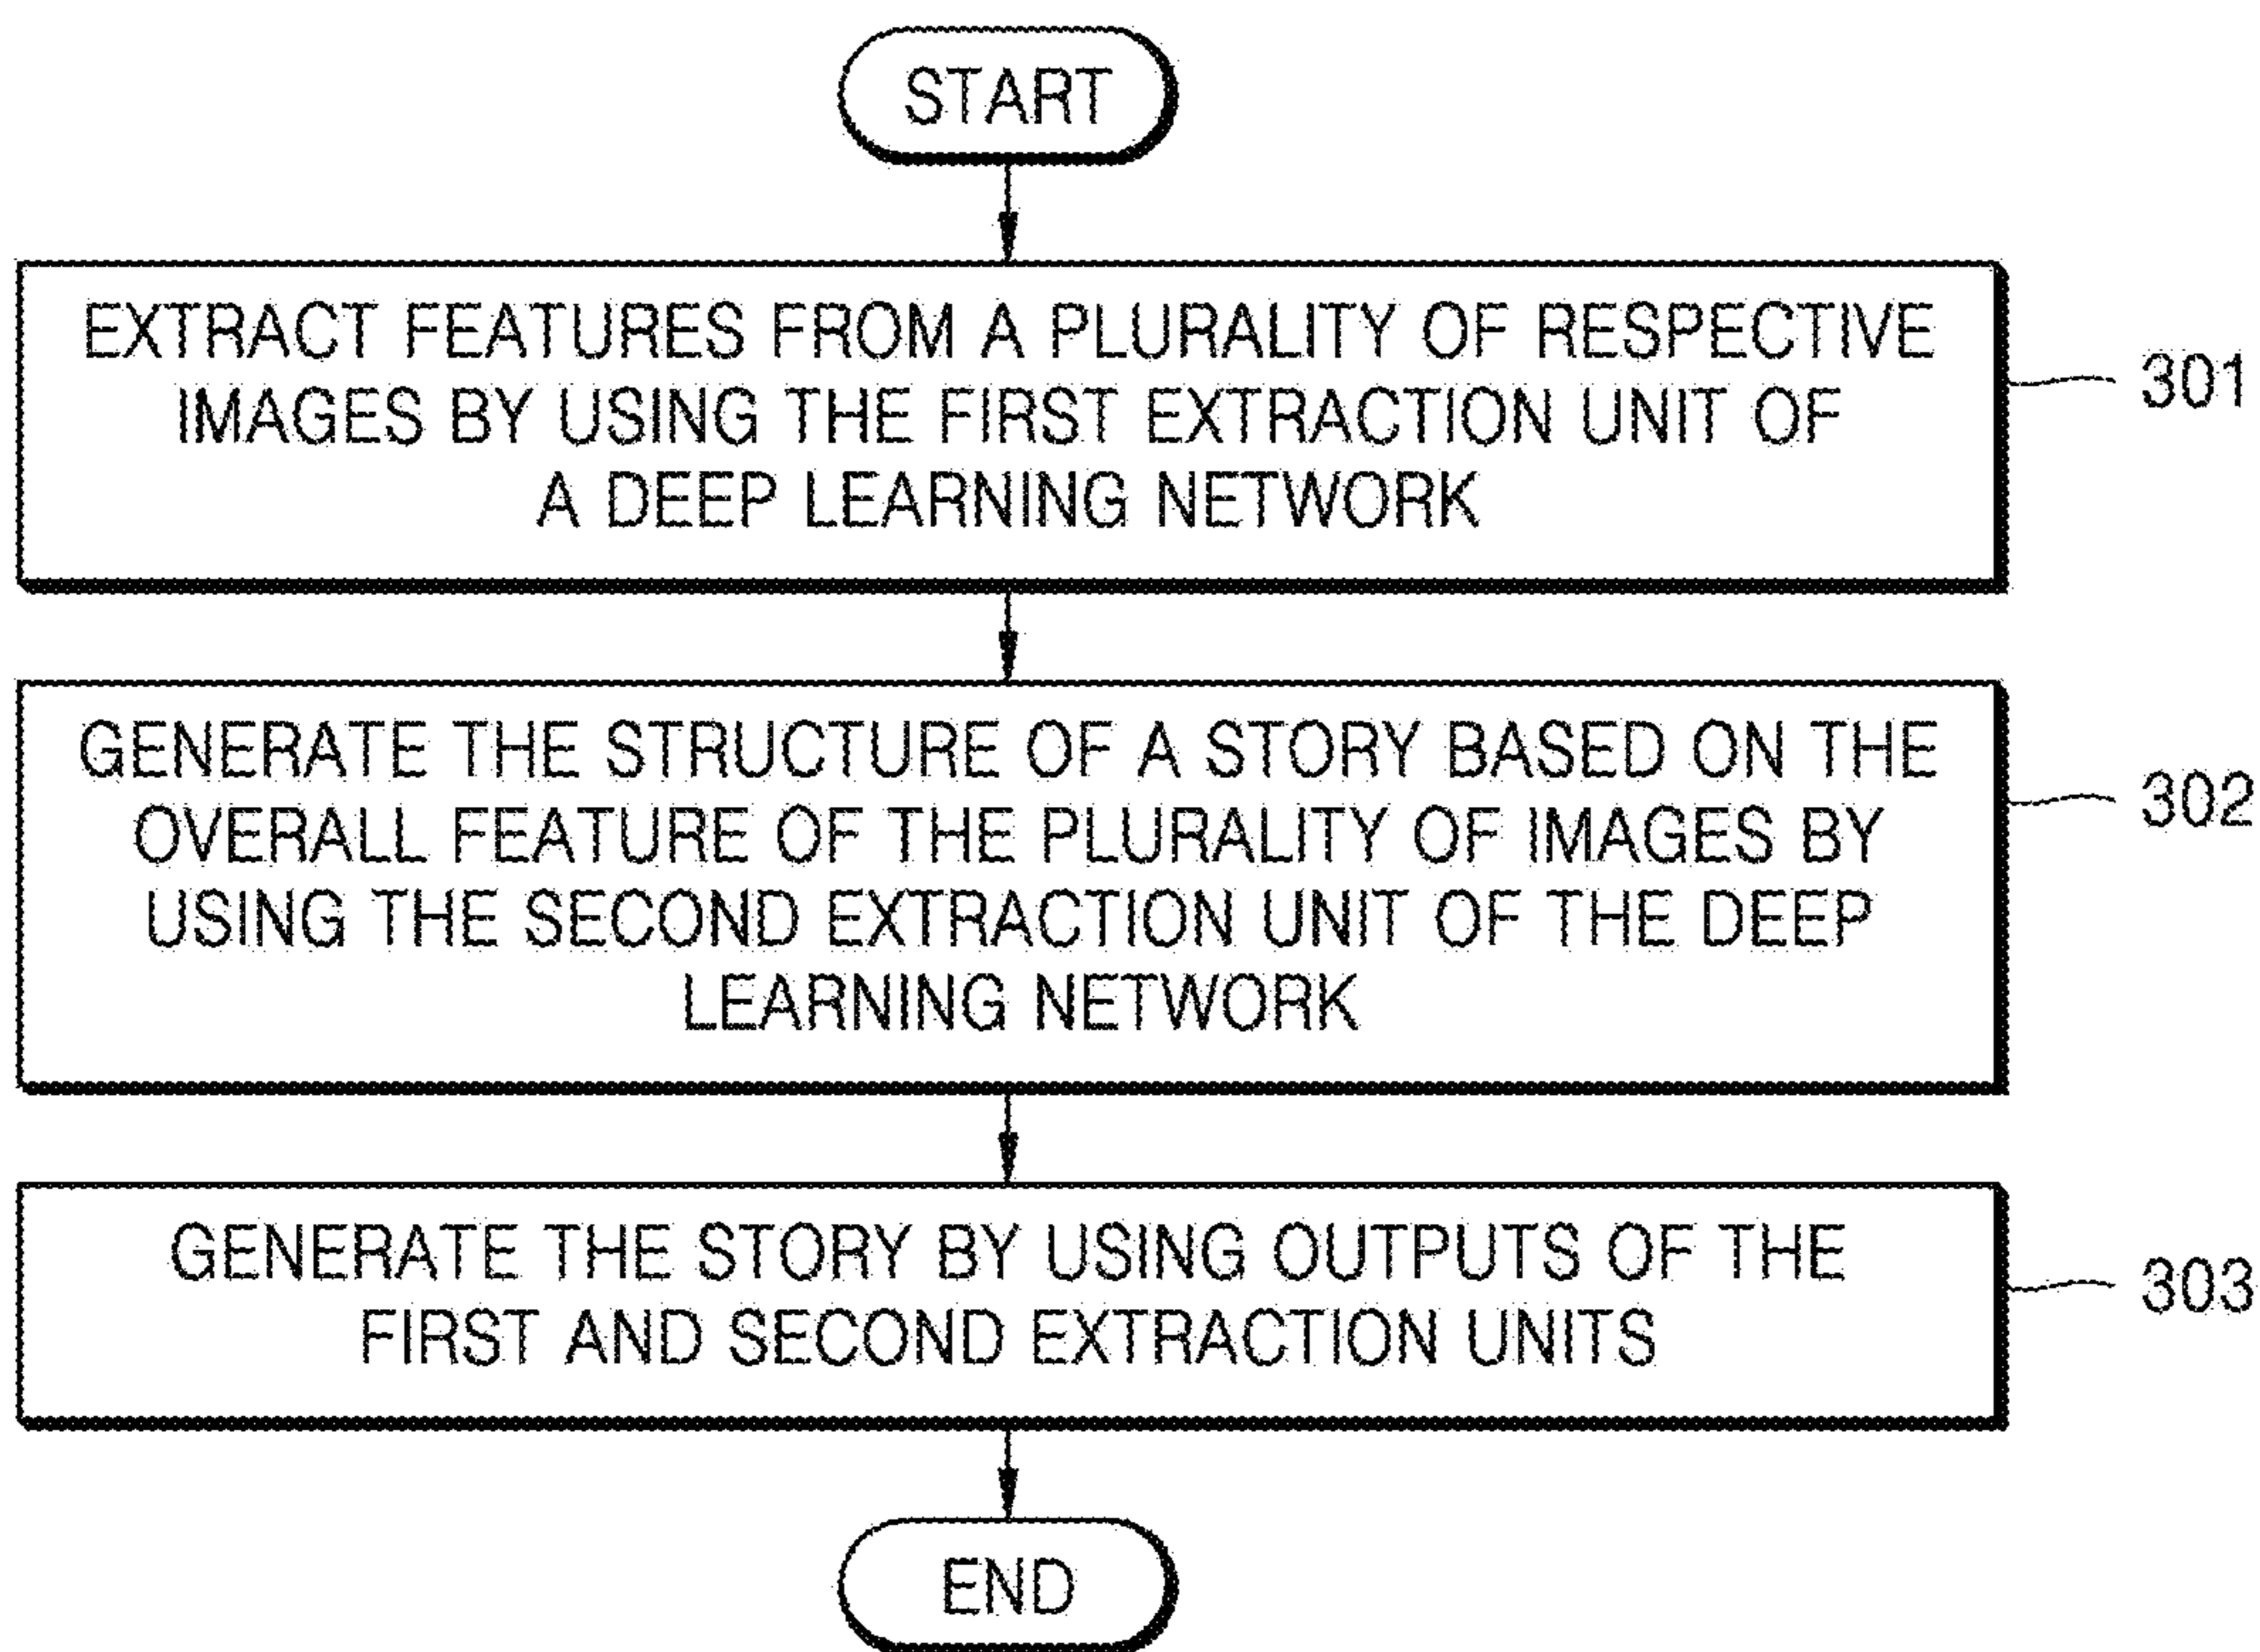 START
EXTRACT FEATURES FROM A PLURALITY OF RESPECTIVE
IMAGES BY USING THE FIRST EXTRACTION UNIT OF
A DEEP LEARNING NETWORK
301
GENERATE THE STRUCTURE OF A STORY BASED ON THE
OVERALL FEATURE OF THE PLURALITY OF IMAGES BY
USING THE SECOND EXTRACTION UNIT OF THE DEEP
LEARNING NETWORK
302
GENERATE THE STORY BY USING OUTPUTS OF THE
FIRST AND SECOND EXTRACTION UNITS
303
END